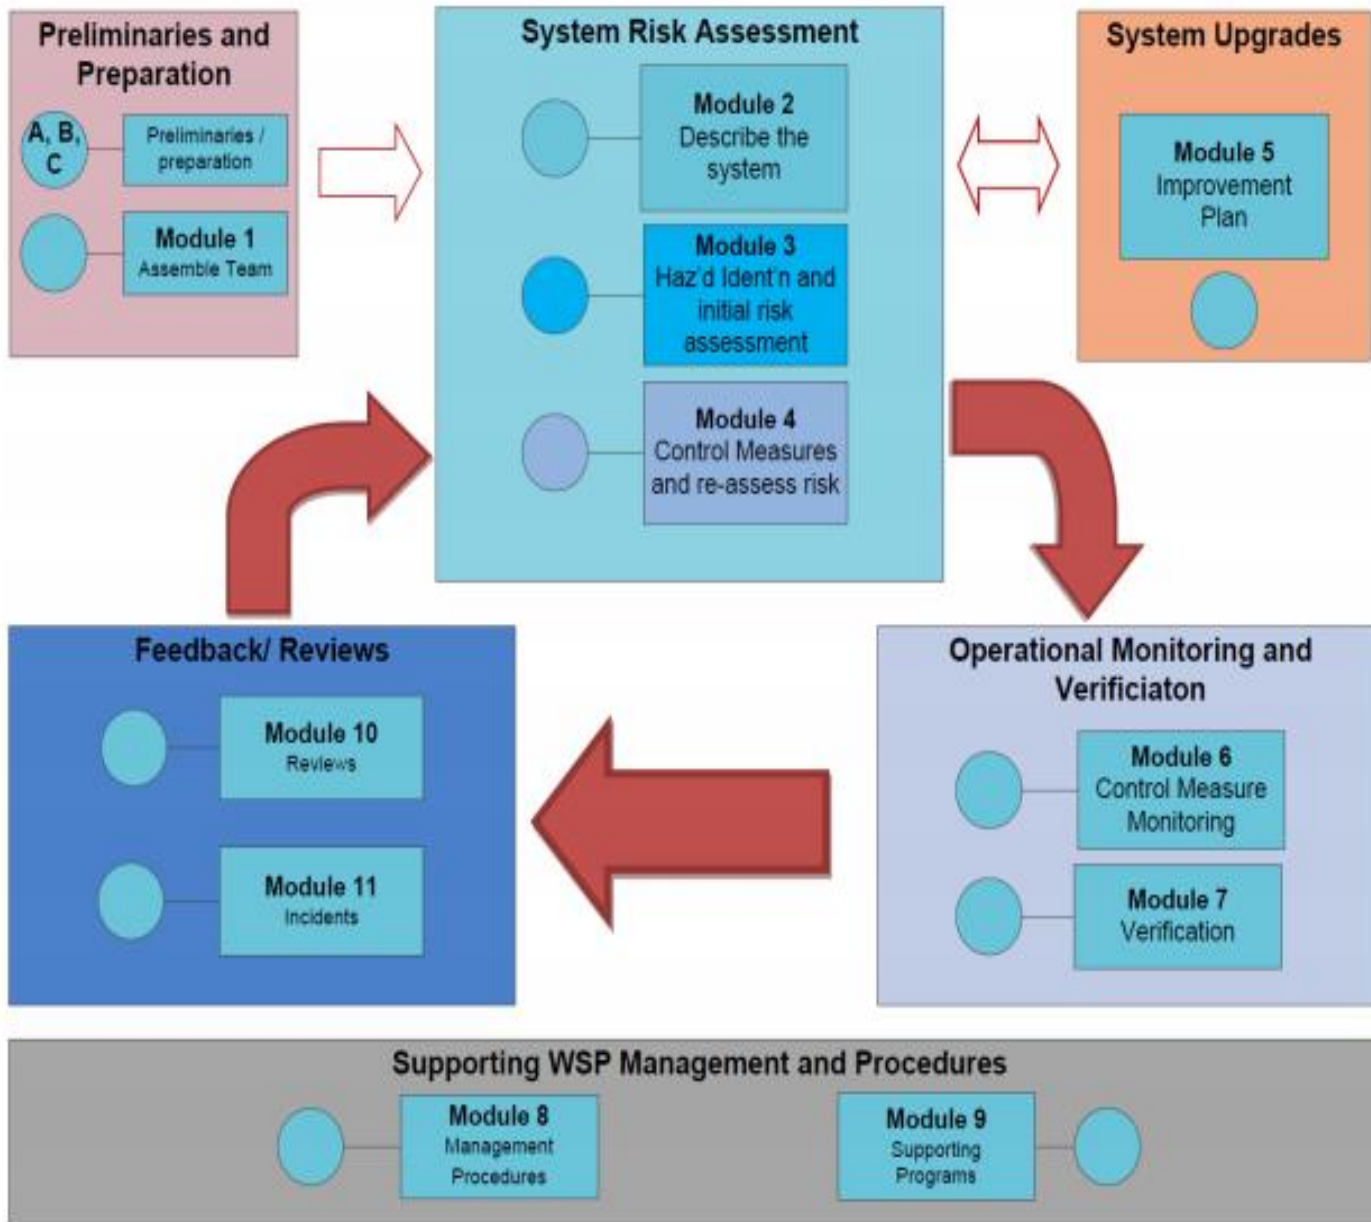 Preliminaries and
Preparation
A, B,
C
Preliminaries /
preparation
Module 1
Assemble Team
System Risk Assessment
Module 2
Describe the
system
Module 3
Haz'd Ident'n and
initial risk
assessment
Module 4
Control Measures
and re-assess risk
System Upgrades
Module 5
Improvement
Plan
Feedback/ Reviews
Module 10
Reviews
Module 11
Incidents
Operational Monitoring and
Verificiaton
Module 6
Control Measure
Monitoring
Module 7
Verification
Supporting WSP Management and Procedures
Module 8
Management
Procedures
Module 9
Supporting
Programs